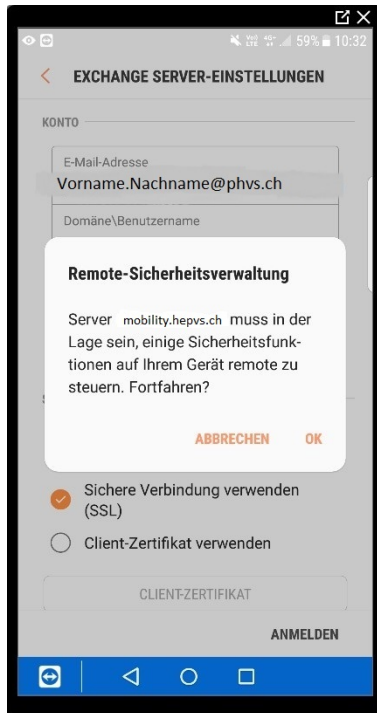 59% 10:32
EXCHANGE SERVER-EINSTELLUNGEN
KONTO
E-Mail-Adresse
Vorname.Nachname@phvs.ch
Domäne\Benutzername
Remote-Sicherheitsverwaltung
Server mobility.hepvs.ch muss in der
Lage sein, einige Sicherheitsfunk-
tionen auf Ihrem Gerät remote zu
steuern. Fortfahren?
ABBRECHEN OK
Sichere Verbindung verwenden
(SSL)
Client-Zertifikat verwenden
CLIENT-ZERTIFIKAT
ANMELDEN